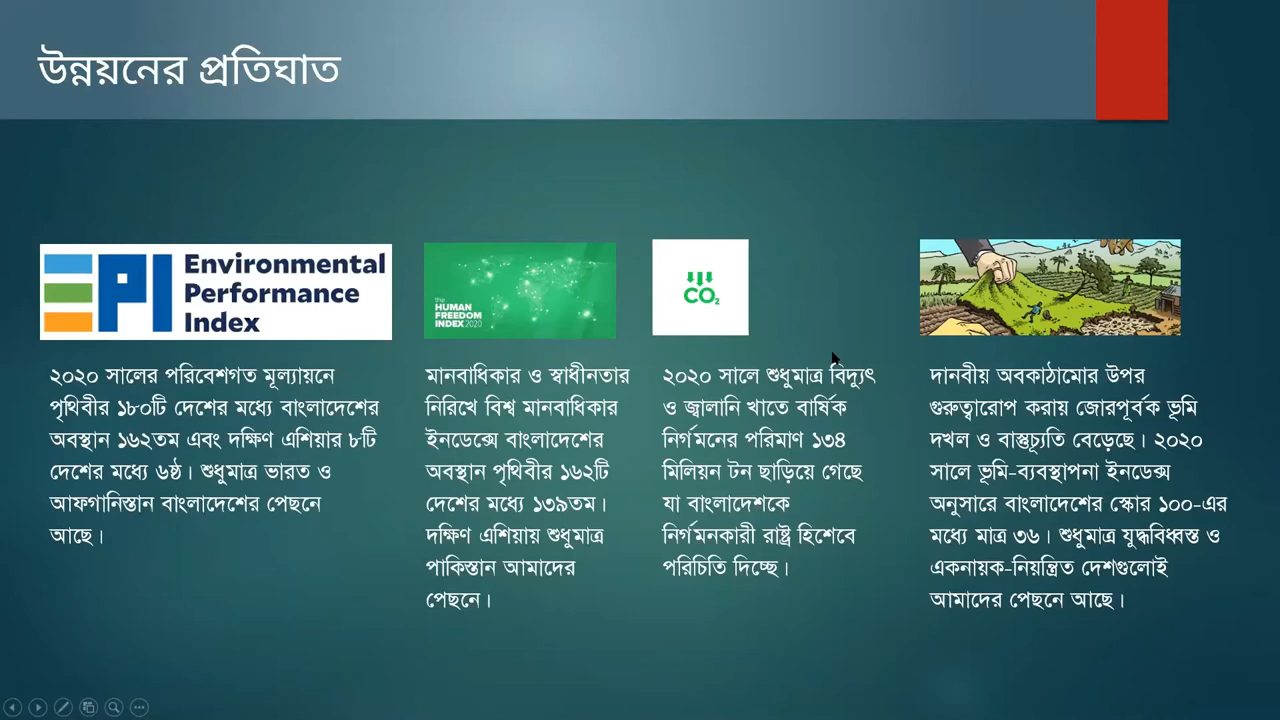 উন্নয়নের প্রতিঘাত
EPI
Environmental
Performance
Index
২০২০ সালের পরিবেশগত মূল্যায়নে
পৃথিবীর ১৮০টি দেশের মধ্যে বাংলাদেশের
অবস্থান ১৬২তম এবং দক্ষিণ এশিয়ার ৮টি
দেশের মধ্যে ৬ষ্ঠ। শুধুমাত্র ভারত ও
আফগানিস্তান বাংলাদেশের পেছনে
আছে।
the
HUMAN
FREEDOM
INDEX 2020
মানবাধিকার ও স্বাধীনতার
নিরিখে বিশ্ব মানবাধিকার
ইনডেক্সে বাংলাদেশের
অবস্থান পৃথিবীর ১৬২টি
দেশের মধ্যে ১৩৯তম।
দক্ষিণ এশিয়ায় শুধুমাত্র
পাকিস্তান আমাদের
পেছনে।
CO₂
২০২০ সালে শুধুমাত্র বিদ্যুৎ
ও জ্বালানি খাতে বার্ষিক
নির্গমনের পরিমাণ ১৩৪
মিলিয়ন টন ছাড়িয়ে গেছে
যা বাংলাদেশকে
নির্গমনকারী রাষ্ট্র হিশেবে
পরিচিতি দিচ্ছে।
দানবীয় অবকাঠামোর উপর
গুরুত্বারোপ করায় জোরপূর্বক ভূমি
দখল ও বাস্তুচ্যুতি বেড়েছে। ২০২০
সালে ভূমি-ব্যবস্থাপনা ইনডেক্স
অনুসারে বাংলাদেশের স্কোর ১০০-এর
মধ্যে মাত্র ৩৬। শুধুমাত্র যুদ্ধবিধ্বস্ত ও
একনায়ক-নিয়ন্ত্রিত দেশগুলোই
আমাদের পেছনে আছে।